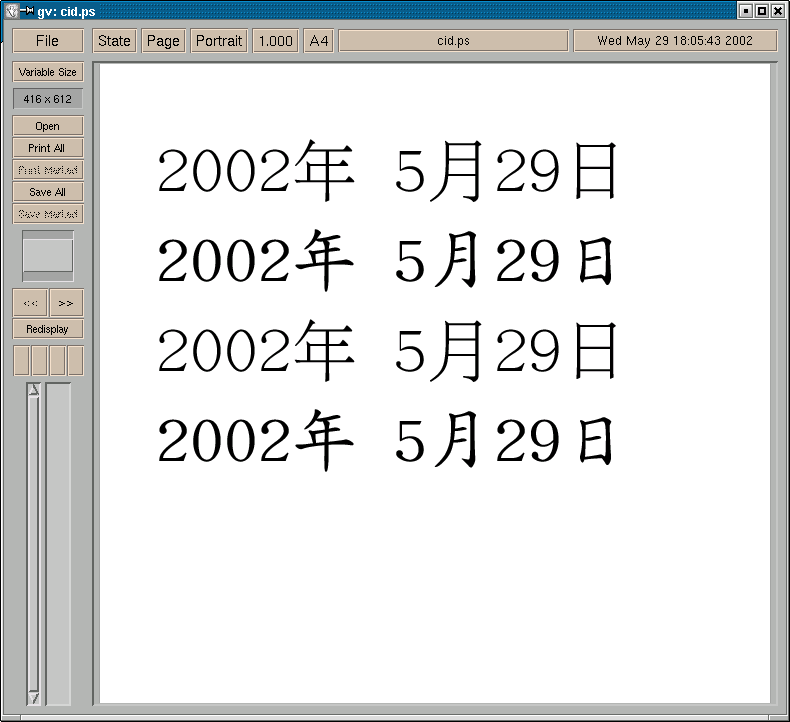 gv: cid.ps
File State Page Portrait 1.000 A4 cid.ps Wed May 29 18:05:43 2002
Variable Size
416 x 612
Open
Print All
Print Marked
Save All
Save Marked
<< >>
Redisplay
2002年 5月29日
2002年 5月29日
2002年 5月29日
2002年 5月29日